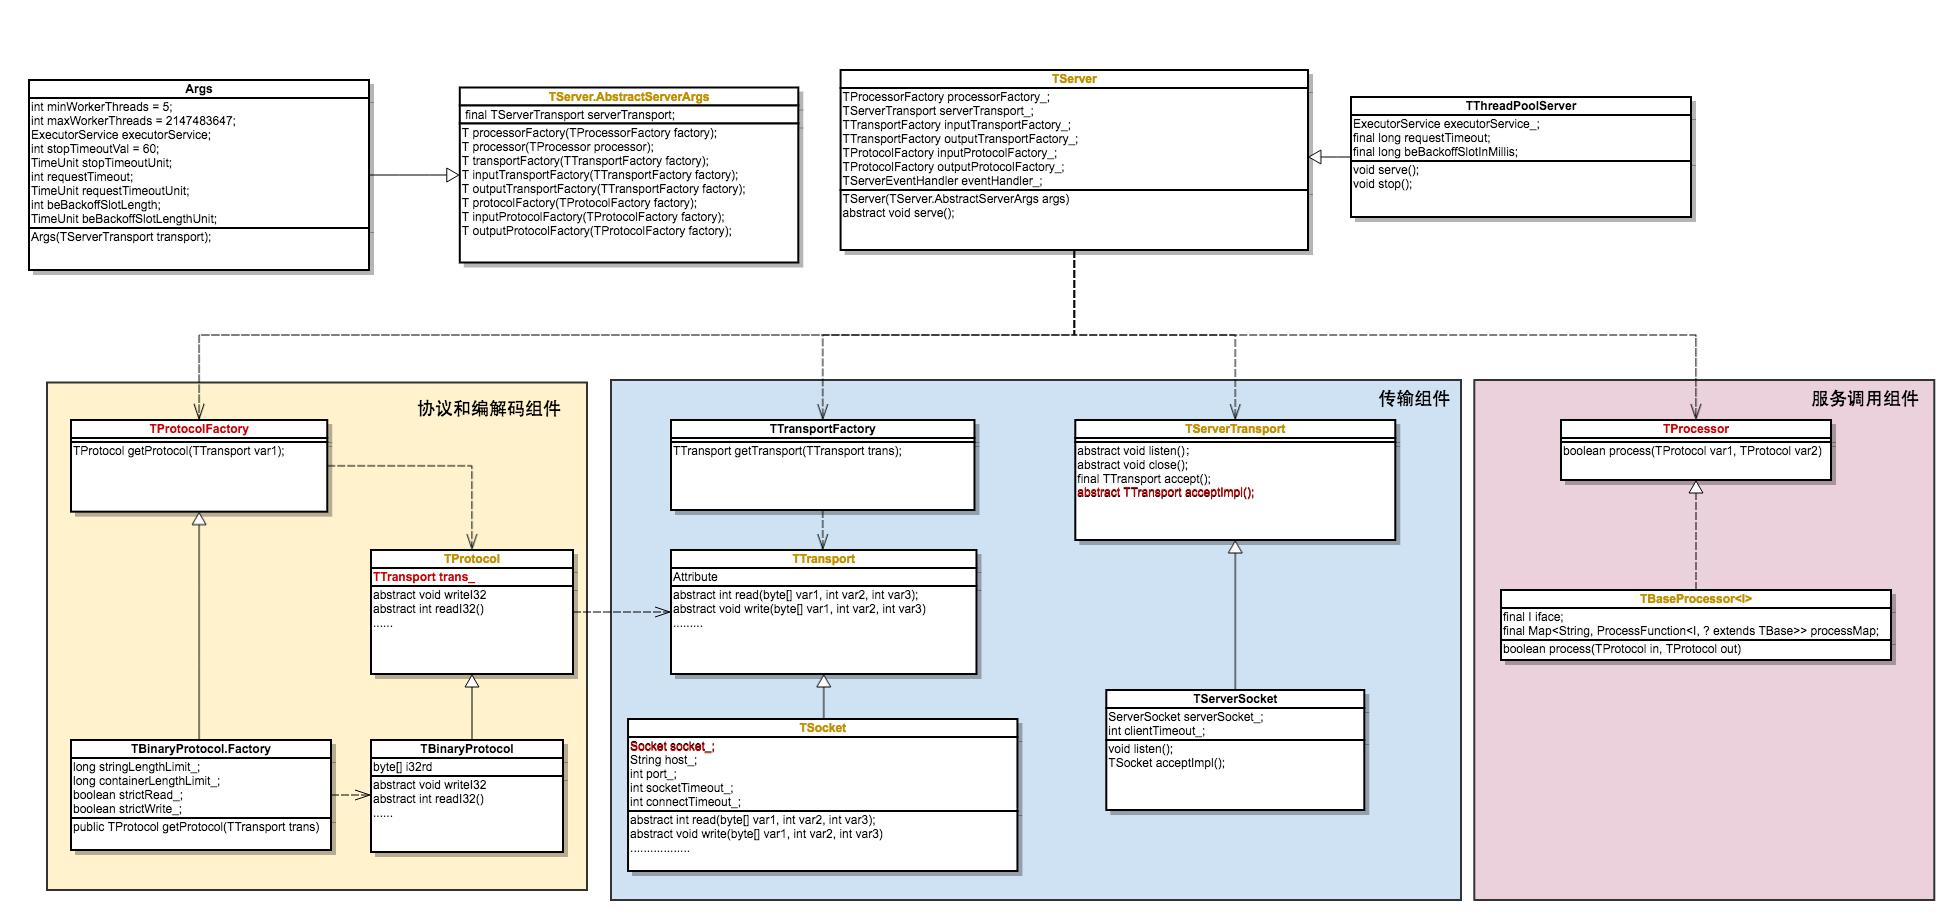 Args
int minWorkerThreads = 5;
int maxWorkerThreads = 2147483647;
ExecutorService executorService;
int stopTimeoutVal = 60;
TimeUnit stopTimeoutUnit;
int requestTimeout;
TimeUnit requestTimeoutUnit;
int beBackoffSlotLength;
TimeUnit beBackoffSlotLengthUnit;
Args(TServerTransport transport);
TServer.AbstractServerArgs
final TServerTransport serverTransport;
T processorFactory(TProcessorFactory factory);
T processor(TProcessor processor);
T transportFactory(TTransportFactory factory);
T inputTransportFactory(TTransportFactory factory);
T outputTransportFactory(TTransportFactory factory);
T protocolFactory(TProtocolFactory factory);
T inputProtocolFactory(TProtocolFactory factory);
T outputProtocolFactory(TProtocolFactory factory);
TServer
TProcessorFactory processorFactory_;
TServerTransport serverTransport_;
TTransportFactory inputTransportFactory_;
TTransportFactory outputTransportFactory_;
TProtocolFactory inputProtocolFactory_;
TProtocolFactory outputProtocolFactory_;
TServerEventHandler eventHandler_;
TServer(TServer.AbstractServerArgs args)
abstract void serve();
TThreadPoolServer
ExecutorService executorService_;
final long requestTimeout;
final long beBackoffSlotInMillis;
void serve();
void stop();
协议和编解码组件
TProtocolFactory
TProtocol getProtocol(TTransport var1);
TProtocol
TTransport trans_
abstract void writeI32
abstract int readI32()
......
TBinaryProtocol.Factory
long stringLengthLimit_;
long containerLengthLimit_;
boolean strictRead_;
boolean strictWrite_;
public TProtocol getProtocol(TTransport trans)
TBinaryProtocol
byte[] i32rd
abstract void writeI32
abstract int readI32()
......
传输组件
TTransportFactory
TTransport getTransport(TTransport trans);
TServerTransport
abstract void listen();
abstract void close();
final TTransport accept();
abstract TTransport acceptImpl();
TTransport
Attribute
abstract int read(byte[] var1, int var2, int var3);
abstract void write(byte[] var1, int var2, int var3)
.........
TSocket
Socket socket_;
String host_;
int port_;
int socketTimeout_;
int connectTimeout_;
abstract int read(byte[] var1, int var2, int var3);
abstract void write(byte[] var1, int var2, int var3)
..................
TServerSocket
ServerSocket serverSocket_;
int clientTimeout_;
void listen();
TSocket acceptImpl();
服务调用组件
TProcessor
boolean process(TProtocol var1, TProtocol var2)
TBaseProcessor<I>
final I iface;
final Map<String, ProcessFunction<I, ? extends TBase>> processMap;
boolean process(TProtocol in, TProtocol out)